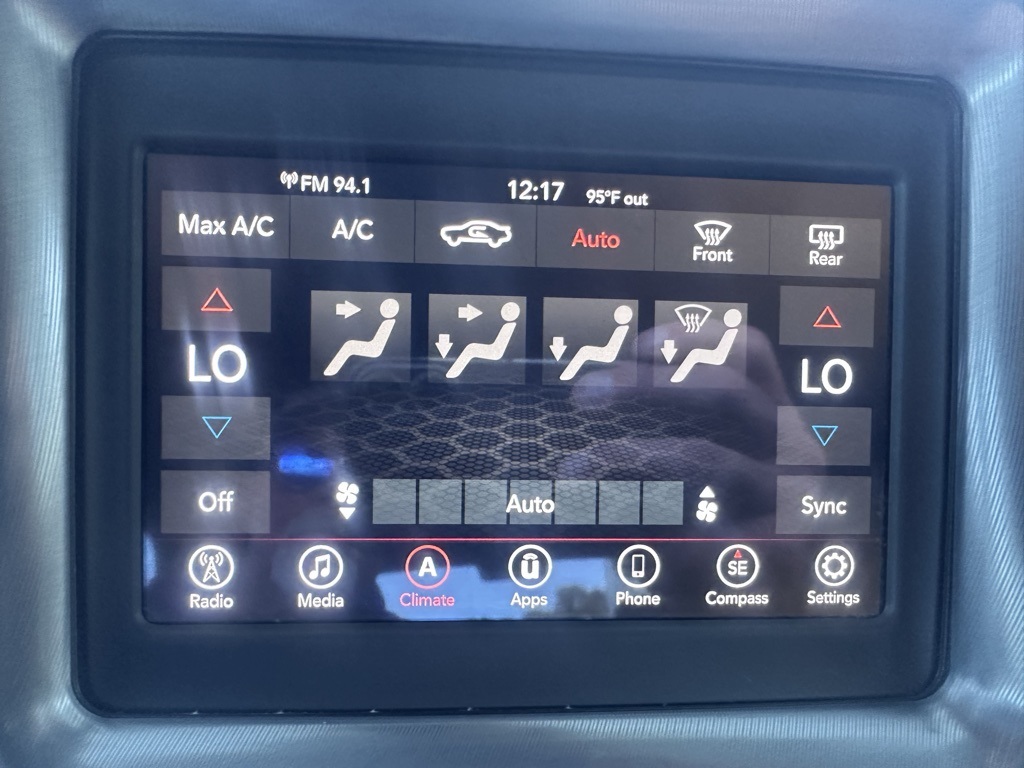 FM 94.1 12:17 95°F out
Max A/C A/C Auto Front Rear
LO LO
Off Auto Sync
A SE
Radio Media Climate Apps Phone Compass Settings